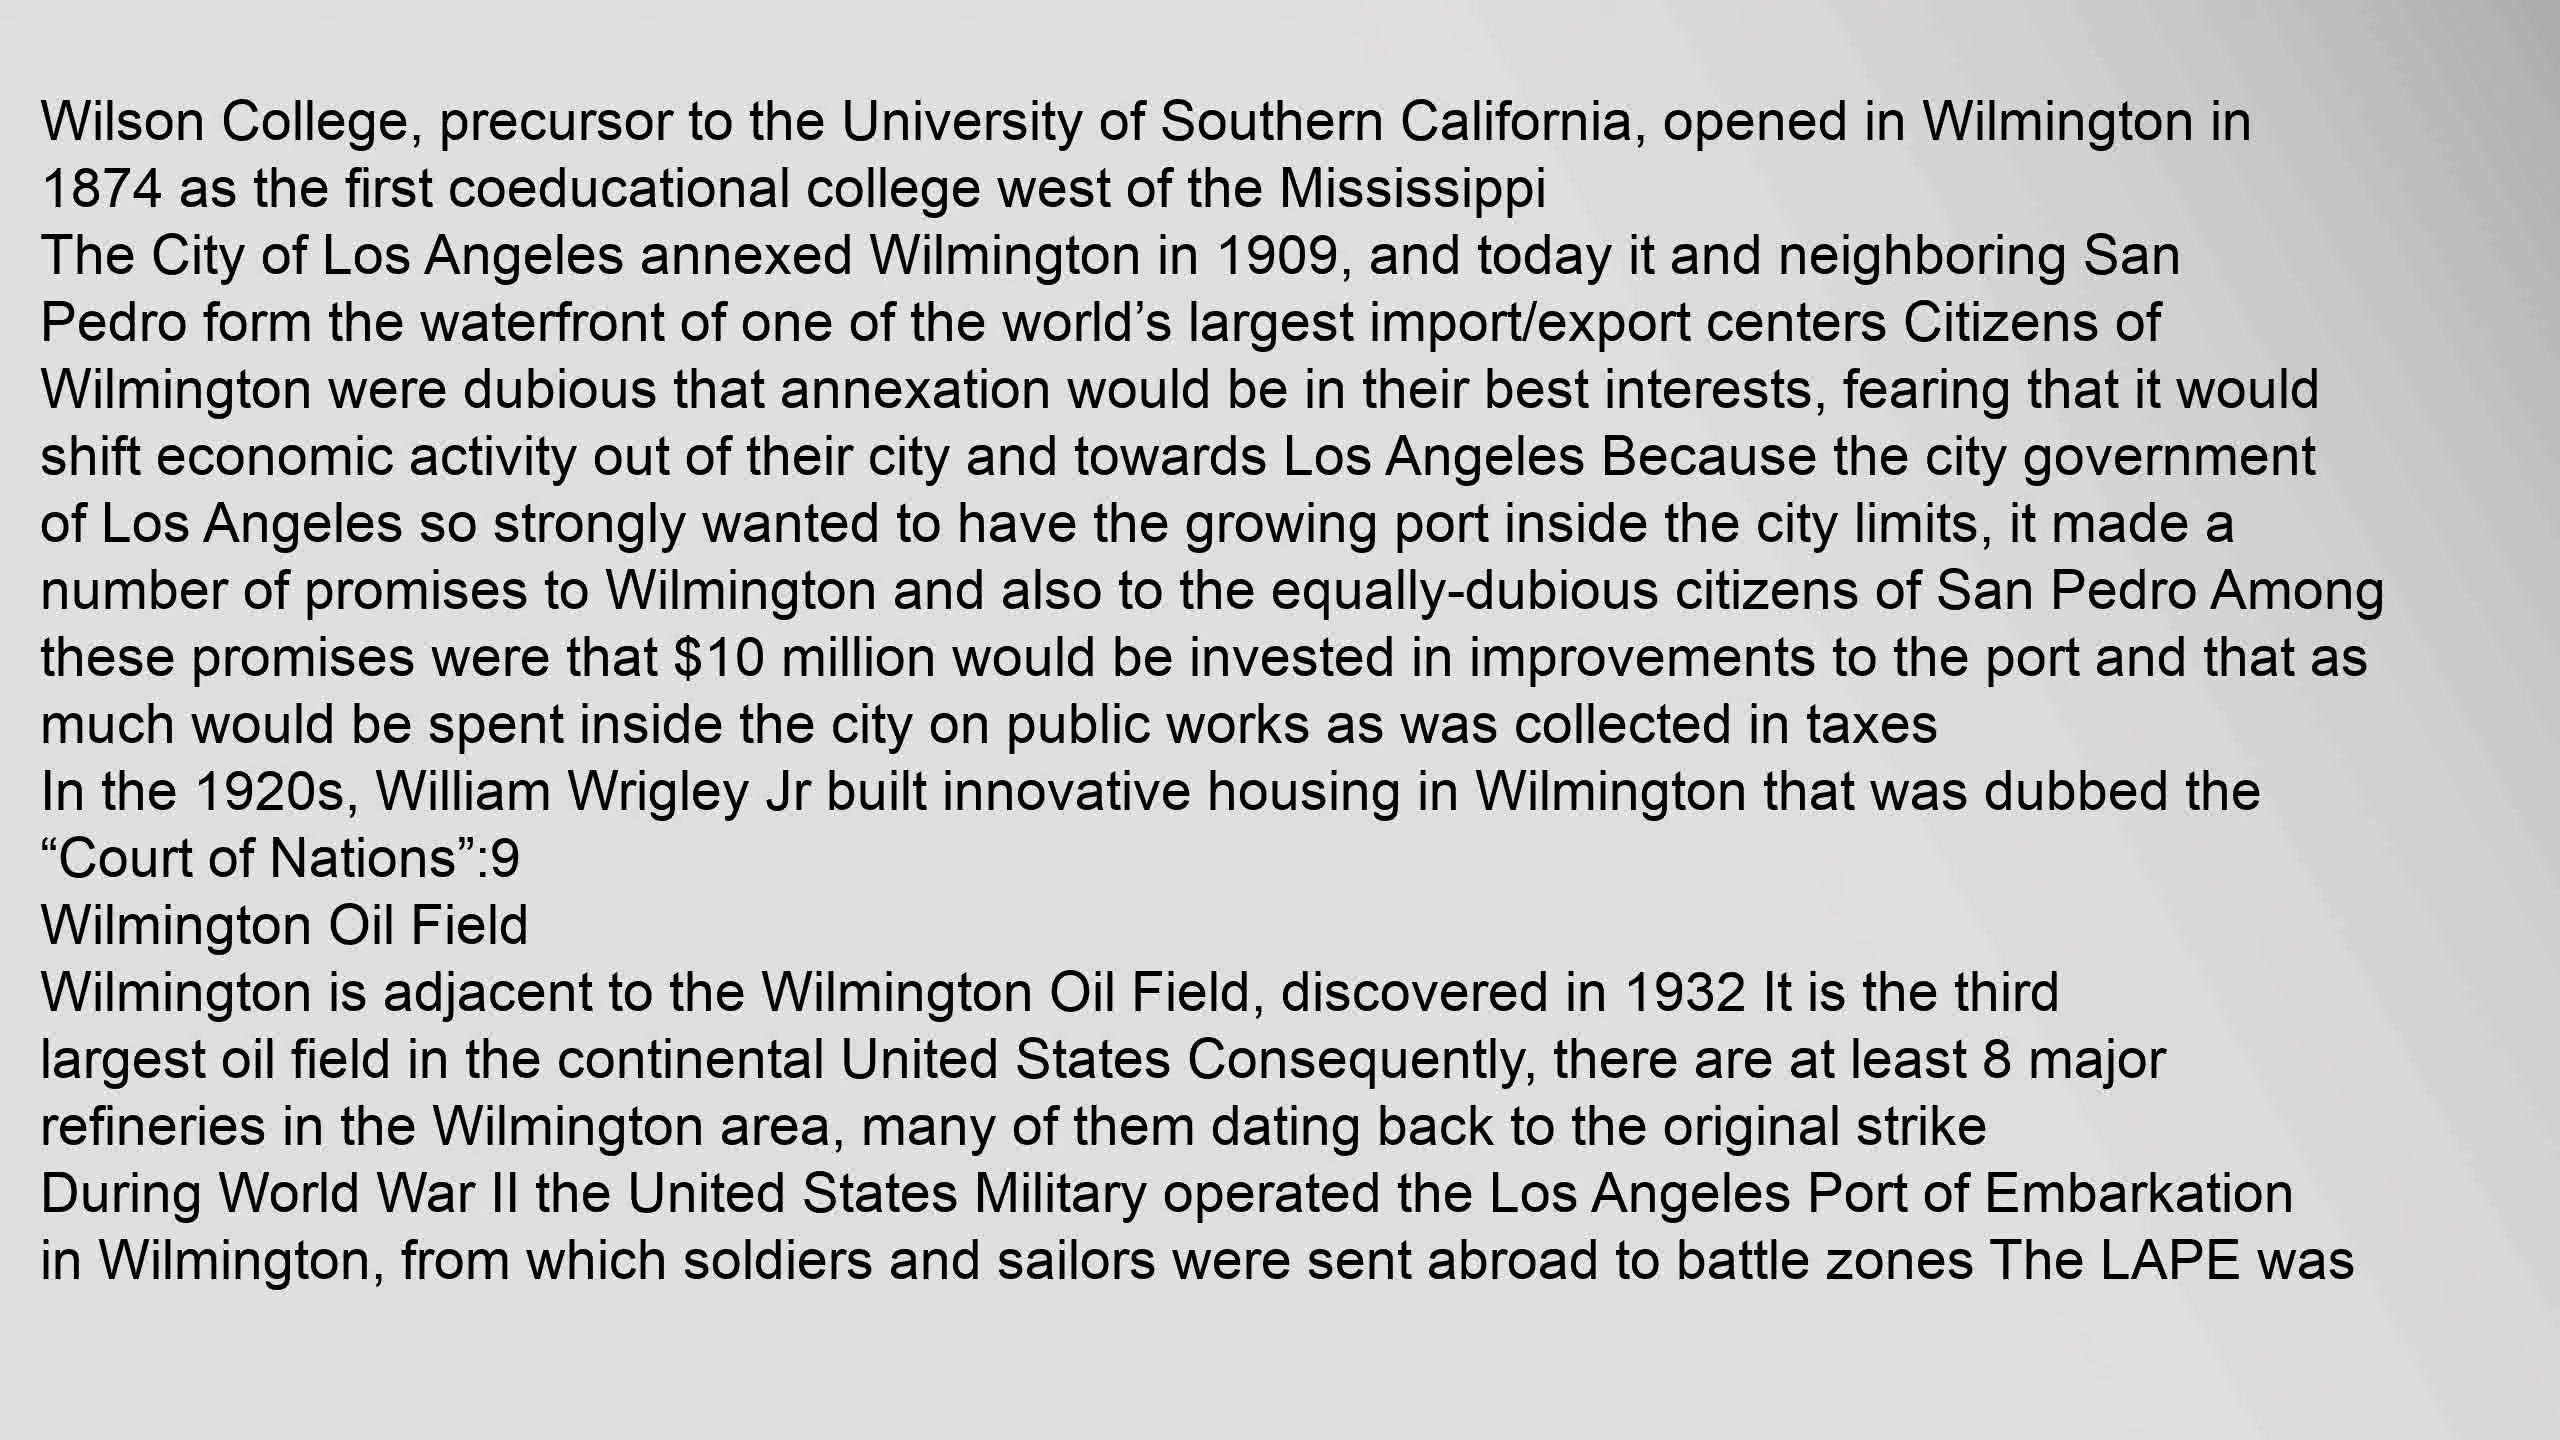 Wilson College, precursor to the University of Southern California, opened in Wilmington in
1874 as the first coeducational college west of the Mississippi
The City of Los Angeles annexed Wilmington in 1909, and today it and neighboring San
Pedro form the waterfront of one of the world’s largest import/export centers Citizens of
Wilmington were dubious that annexation would be in their best interests, fearing that it would
shift economic activity out of their city and towards Los Angeles Because the city government
of Los Angeles so strongly wanted to have the growing port inside the city limits, it made a
number of promises to Wilmington and also to the equally-dubious citizens of San Pedro Among
these promises were that $10 million would be invested in improvements to the port and that as
much would be spent inside the city on public works as was collected in taxes
In the 1920s, William Wrigley Jr built innovative housing in Wilmington that was dubbed the
“Court of Nations”:9
Wilmington Oil Field
Wilmington is adjacent to the Wilmington Oil Field, discovered in 1932 It is the third
largest oil field in the continental United States Consequently, there are at least 8 major
refineries in the Wilmington area, many of them dating back to the original strike
During World War II the United States Military operated the Los Angeles Port of Embarkation
in Wilmington, from which soldiers and sailors were sent abroad to battle zones The LAPE was